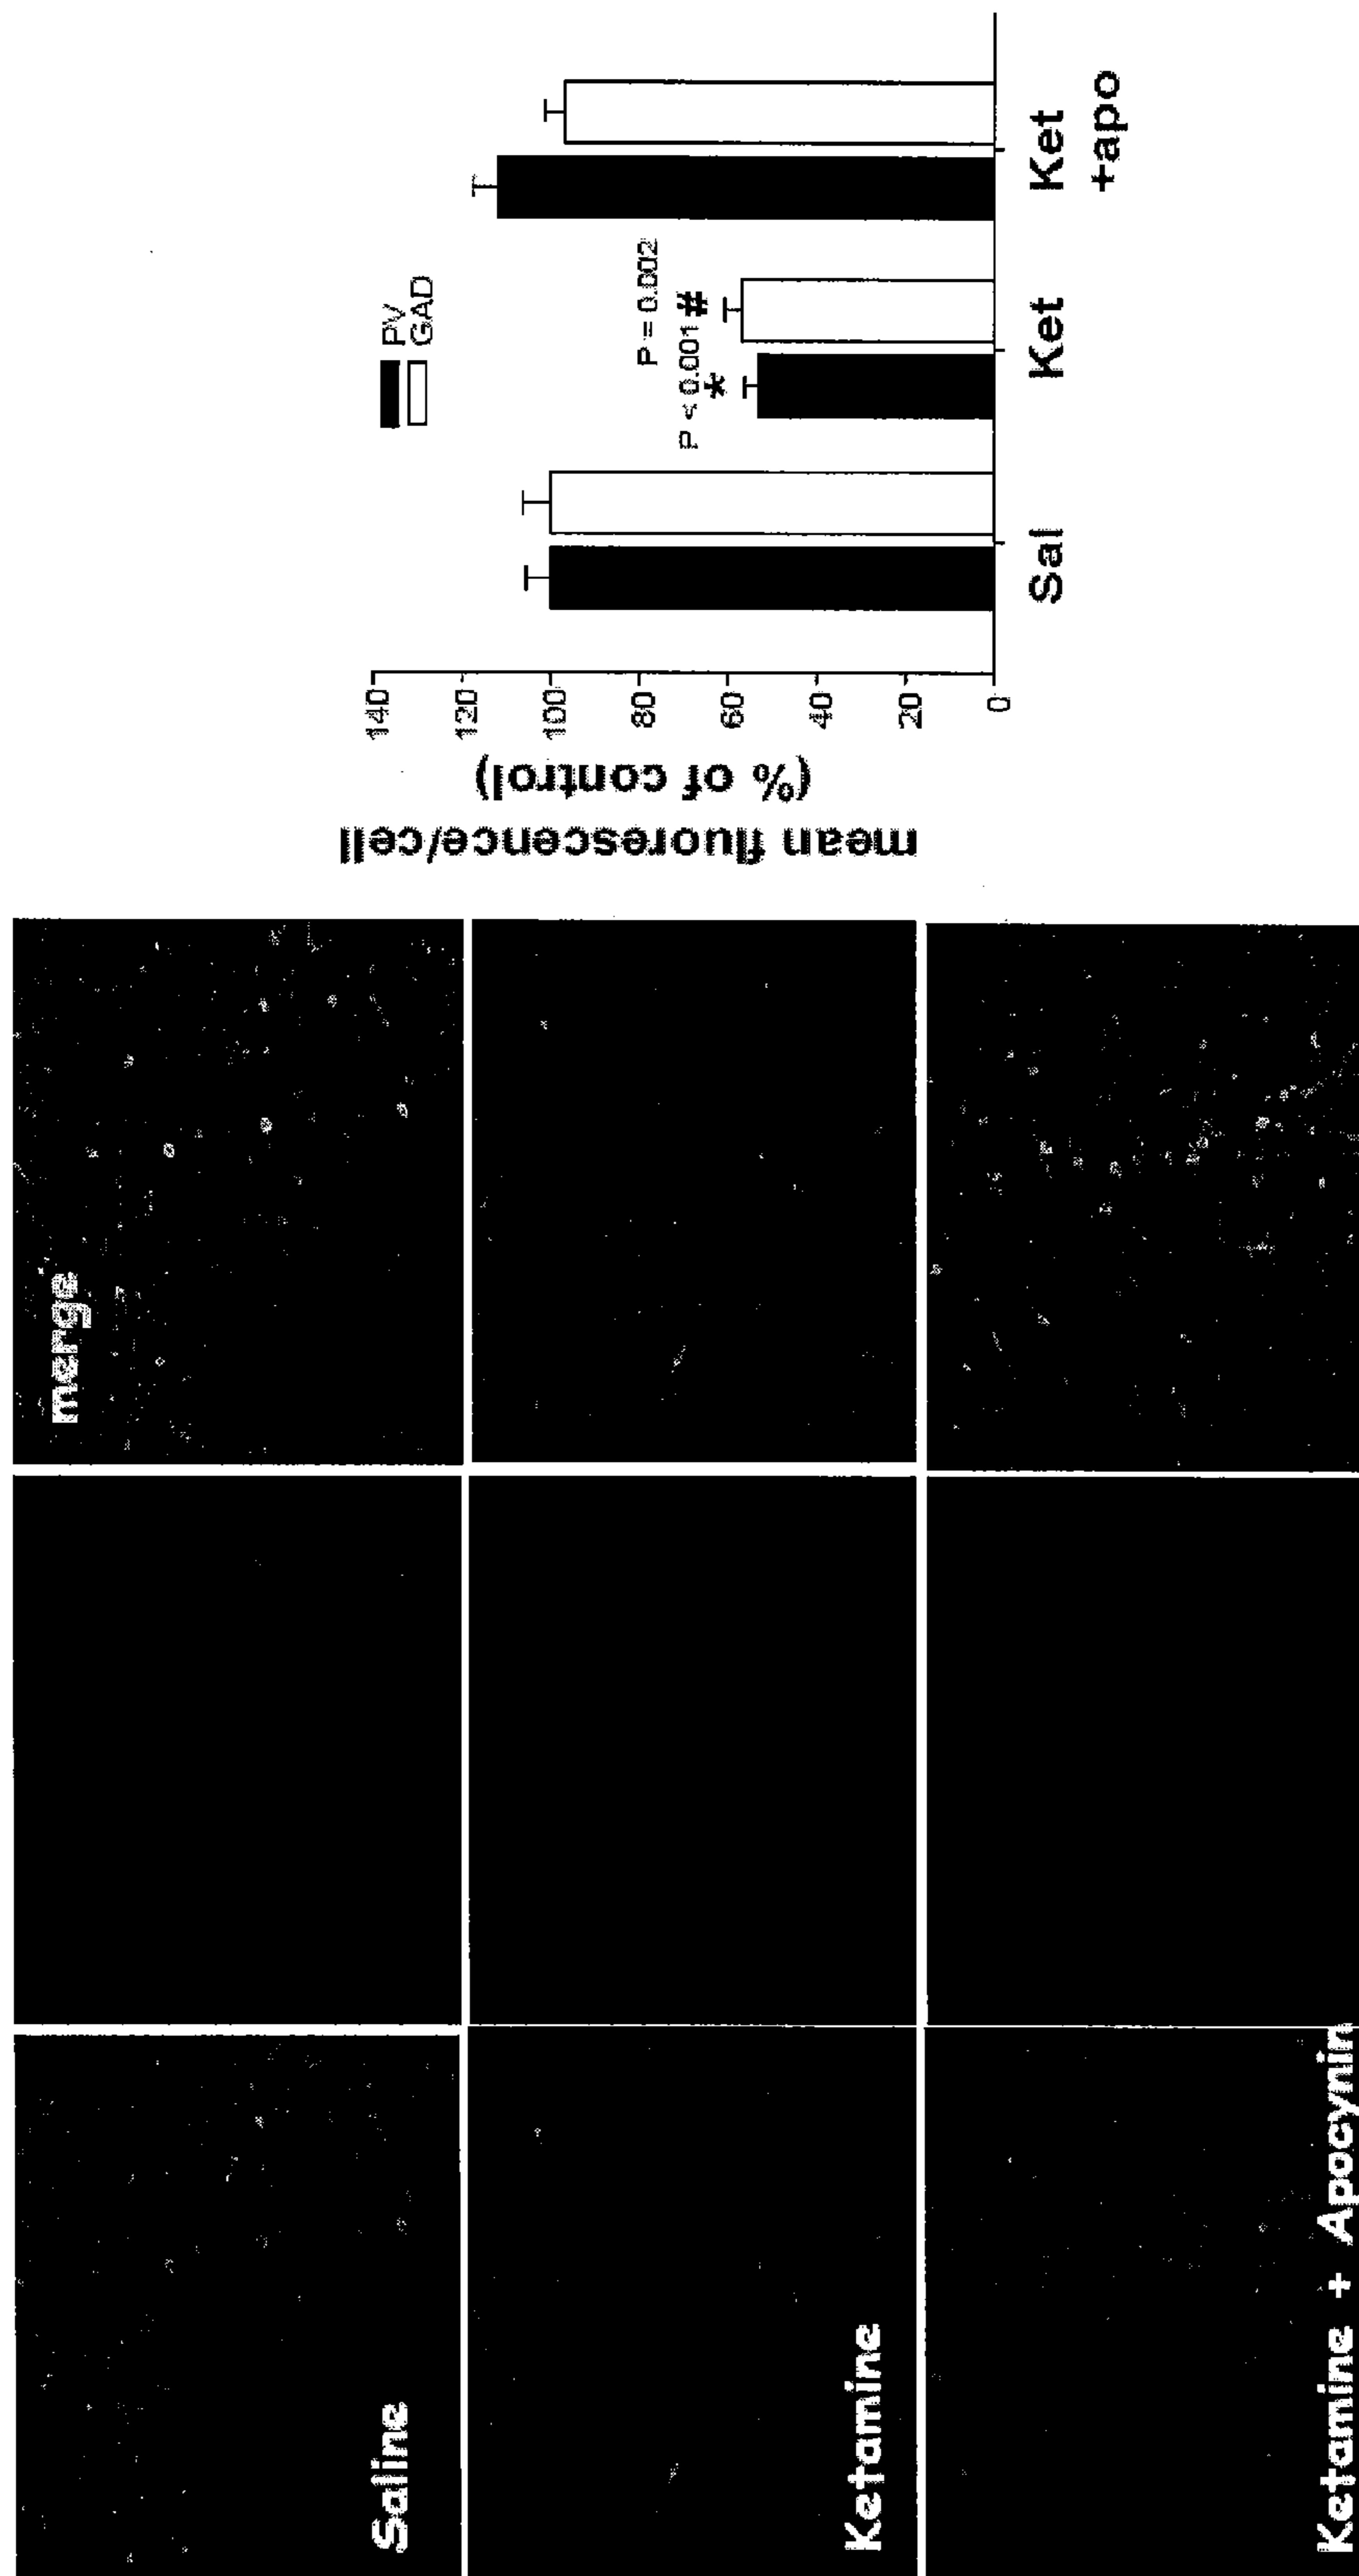 merge
Saline
Ketamine
Ketamine + Apocynin
mean fluorescence/cell
(% of control)
140
120
100
80
60
40
20
0
PV
GAD
P = 0.002
P < 0.001 #
*
Sal
Ket
Ket
+apo